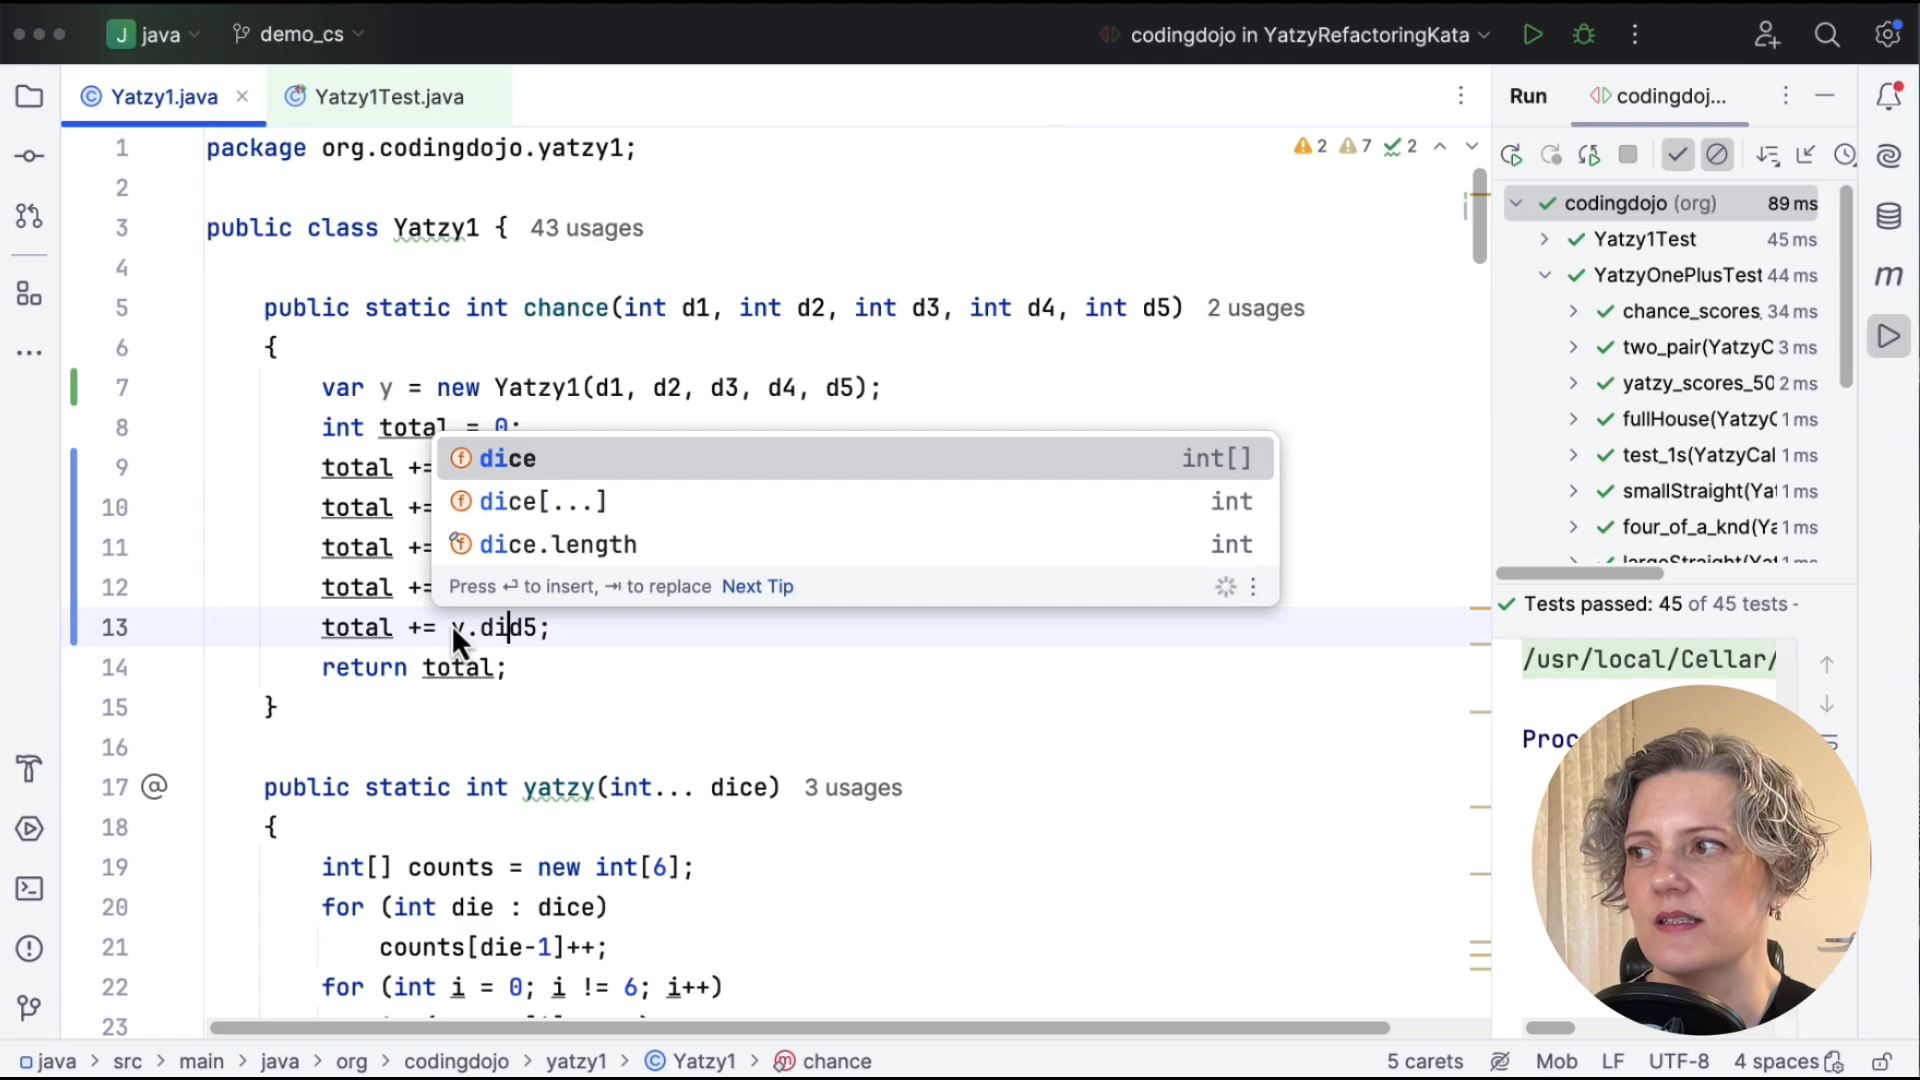 J java
demo_cs
codingdojo in YatzyRefactoringKata
Yatzy1.java
Yatzy1Test.java
Run
codingdoj...
1 package org.codingdojo.yatzy1;
2 7 2
2
3 public class Yatzy1 { 43 usages
4
5 public static int chance(int d1, int d2, int d3, int d4, int d5) 2 usages
6 {
7 var y = new Yatzy1(d1, d2, d3, d4, d5);
8 int total = 0;
9 total +=
10 total +=
11 total +=
12 total +=
13 total += y.did5;
14 return total;
15 }
16
17 @ public static int yatzy(int... dice) 3 usages
18 {
19 int[] counts = new int[6];
20 for (int die : dice)
21 counts[die-1]++;
22 for (int i = 0; i != 6; i++)
23
dice int[]
dice[...] int
dice.length int
Press ⏎ to insert, ⇥ to replace Next Tip
codingdojo (org) 89 ms
Yatzy1Test 45 ms
YatzyOnePlusTest 44 ms
chance_scores_ 34 ms
two_pair(YatzyC 3 ms
yatzy_scores_50 2 ms
fullHouse(YatzyC 1 ms
test_1s(YatzyCal 1 ms
smallStraight(Yat 1 ms
four_of_a_knd(Ya 1 ms
largeStraight(Yat 1 ms
Tests passed: 45 of 45 tests -
/usr/local/Cellar/
Proc
java > src > main > java > org > codingdojo > yatzy1 > Yatzy1 > chance
5 carets
Mob
LF
UTF-8
4 spaces